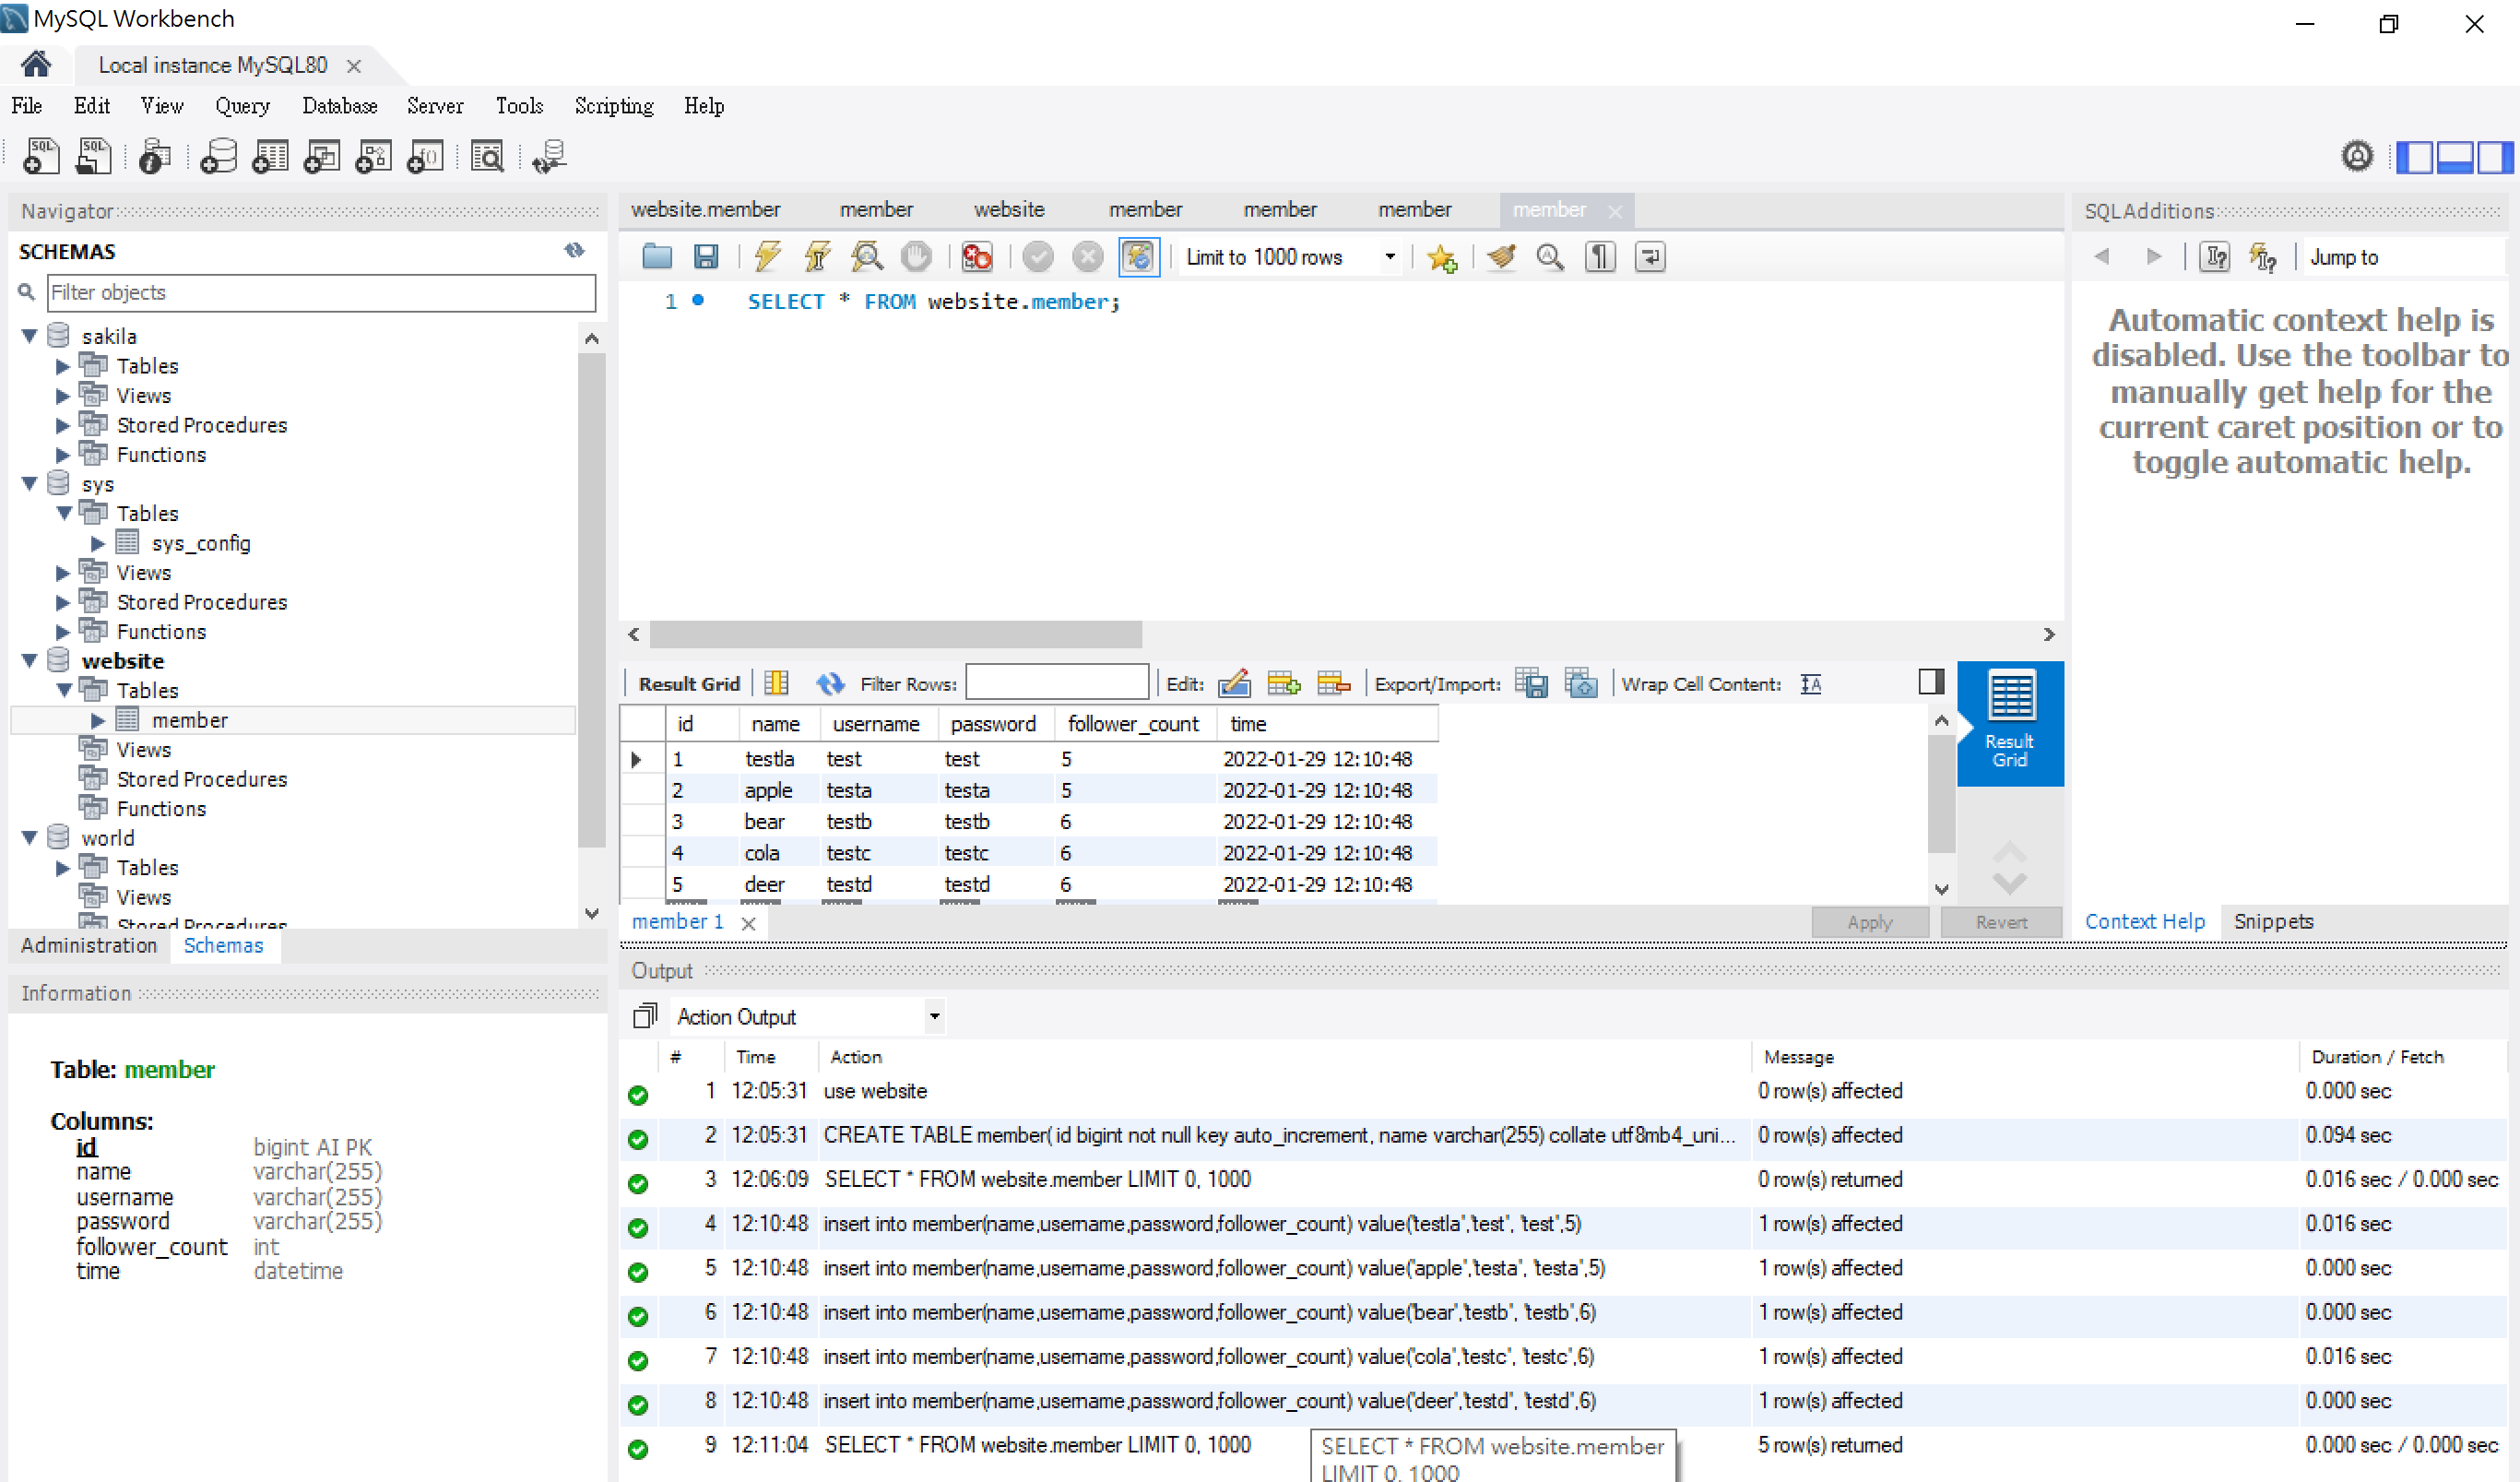 MySQL Workbench
Local instance MySQL80
File Edit View Query Database Server Tools Scripting Help
Navigator
SCHEMAS
Filter objects
sakila
Tables
Views
Stored Procedures
Functions
sys
Tables
sys_config
Views
Stored Procedures
Functions
website
Tables
member
Views
Stored Procedures
Functions
world
Tables
Views
Stored Procedures
Administration Schemas
Information
Table: member
Columns:
id bigint AI PK
name varchar(255)
username varchar(255)
password varchar(255)
follower_count int
time datetime
website.member member website member member member member
Limit to 1000 rows
1 SELECT * FROM website.member;
Result Grid Filter Rows: Edit: Export/Import: Wrap Cell Content:
id name username password follower_count time
1 testla test test 5 2022-01-29 12:10:48
2 apple testa testa 5 2022-01-29 12:10:48
3 bear testb testb 6 2022-01-29 12:10:48
4 cola testc testc 6 2022-01-29 12:10:48
5 deer testd testd 6 2022-01-29 12:10:48
Result
Grid
member 1
Apply Revert
SQLAdditions
Jump to
Automatic context help is
disabled. Use the toolbar to
manually get help for the
current caret position or to
toggle automatic help.
Context Help Snippets
Output
Action Output
# Time Action Message Duration / Fetch
1 12:05:31 use website 0 row(s) affected 0.000 sec
2 12:05:31 CREATE TABLE member( id bigint not null key auto_increment, name varchar(255) collate utf8mb4_uni... 0 row(s) affected 0.094 sec
3 12:06:09 SELECT * FROM website.member LIMIT 0, 1000 0 row(s) returned 0.016 sec / 0.000 sec
4 12:10:48 insert into member(name,username,password,follower_count) value('testla','test', 'test',5) 1 row(s) affected 0.016 sec
5 12:10:48 insert into member(name,username,password,follower_count) value('apple','testa', 'testa',5) 1 row(s) affected 0.000 sec
6 12:10:48 insert into member(name,username,password,follower_count) value('bear','testb', 'testb',6) 1 row(s) affected 0.000 sec
7 12:10:48 insert into member(name,username,password,follower_count) value('cola','testc', 'testc',6) 1 row(s) affected 0.016 sec
8 12:10:48 insert into member(name,username,password,follower_count) value('deer','testd', 'testd',6) 1 row(s) affected 0.000 sec
9 12:11:04 SELECT * FROM website.member LIMIT 0, 1000 5 row(s) returned 0.000 sec / 0.000 sec
SELECT * FROM website.member
LIMIT 0, 1000